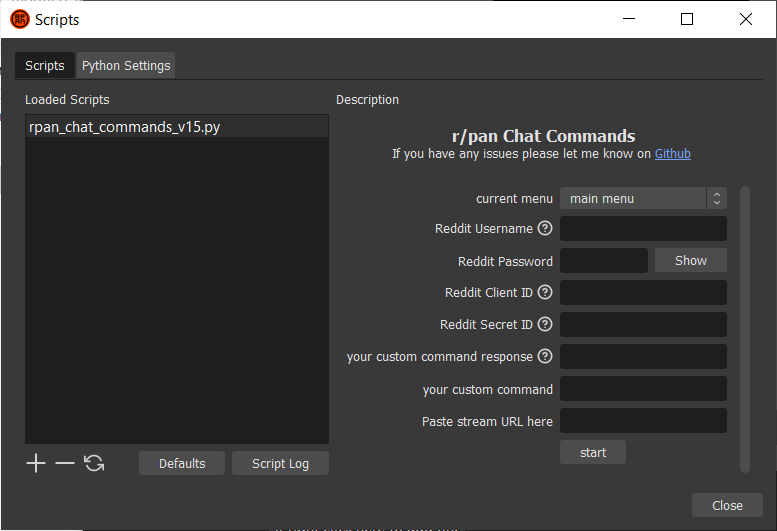 Scripts
Scripts Python Settings
Loaded Scripts Description
rpan_chat_commands_v15.py
r/pan Chat Commands
If you have any issues please let me know on Github
current menu main menu
Reddit Username
Reddit Password Show
Reddit Client ID
Reddit Secret ID
your custom command response
your custom command
Paste stream URL here
start
Defaults Script Log
Close